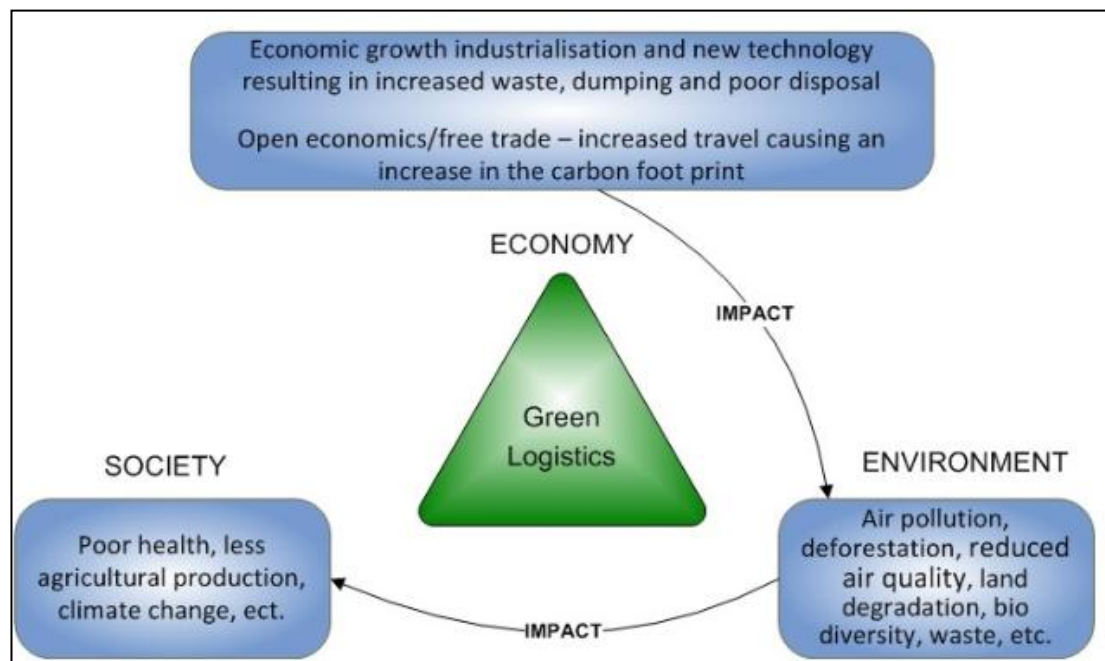 Economic growth industrialisation and new technology
resulting in increased waste, dumping and poor disposal
Open economics/free trade – increased travel causing an
increase in the carbon foot print
ECONOMY
IMPACT
Green
Logistics
SOCIETY
Poor health, less
agricultural production,
climate change, ect.
ENVIRONMENT
Air pollution,
deforestation, reduced
air quality, land
degradation, bio
diversity, waste, etc.
IMPACT